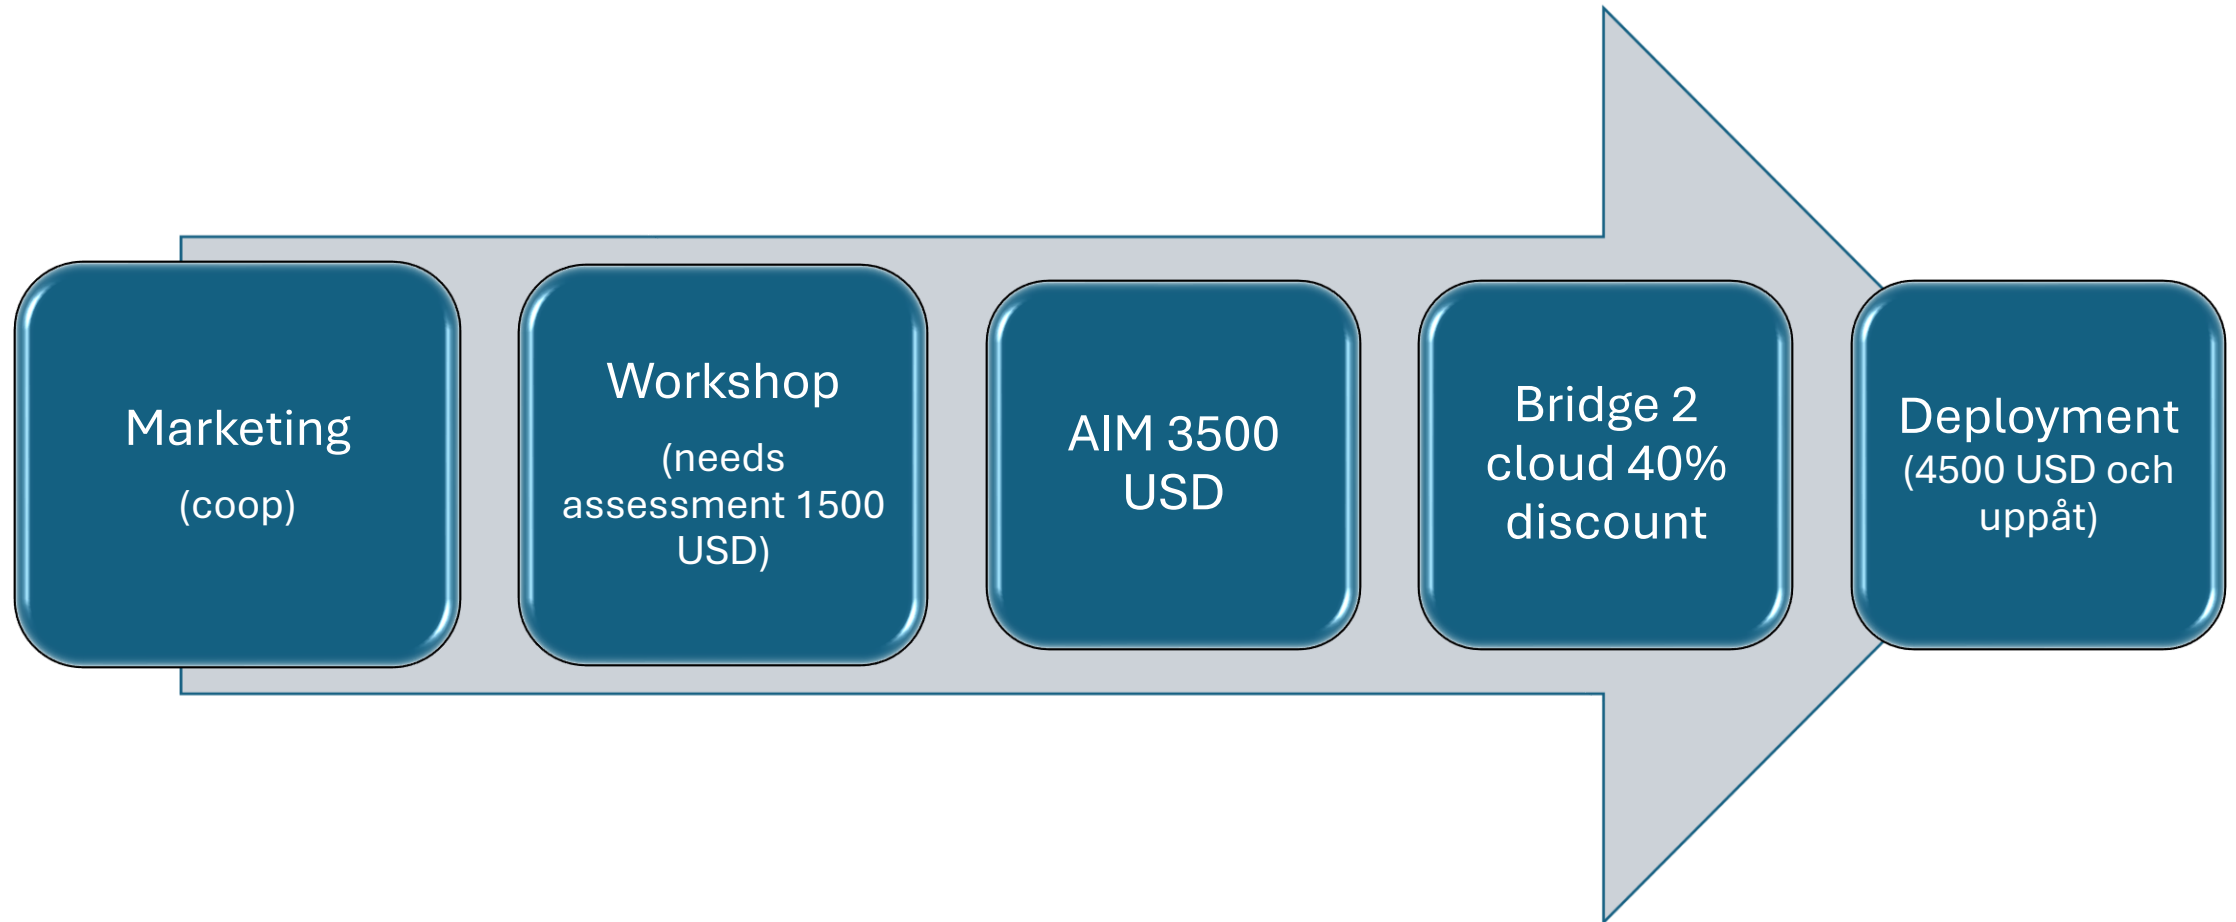 Marketing
(coop)
Workshop
(needs
assessment 1500
USD)
AIM 3500
USD
Bridge 2
cloud 40%
discount
Deployment
(4500 USD och
uppåt)